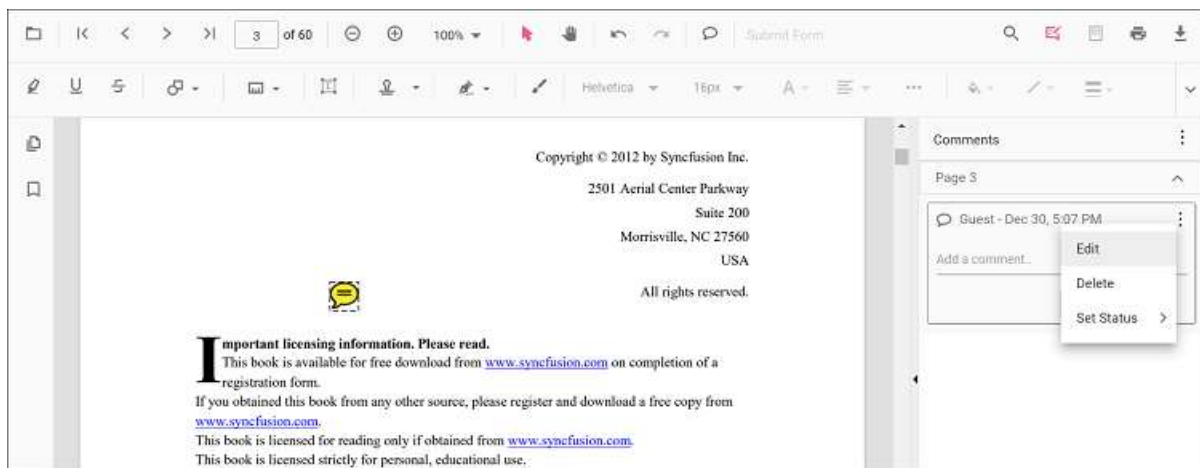 3 of 60 100% Submit Form
Helvetica 16px A
Copyright © 2012 by Syncfusion Inc.
2501 Aerial Center Parkway
Suite 200
Morrisville, NC 27560
USA
All rights reserved.
Important licensing information. Please read.
This book is available for free download from www.syncfusion.com on completion of a
registration form.
If you obtained this book from any other source, please register and download a free copy from
www.syncfusion.com.
This book is licensed for reading only if obtained from www.syncfusion.com.
This book is licensed strictly for personal, educational use.
Comments
Page 3
Guest - Dec 30, 5:07 PM
Add a comment..
Edit
Delete
Set Status